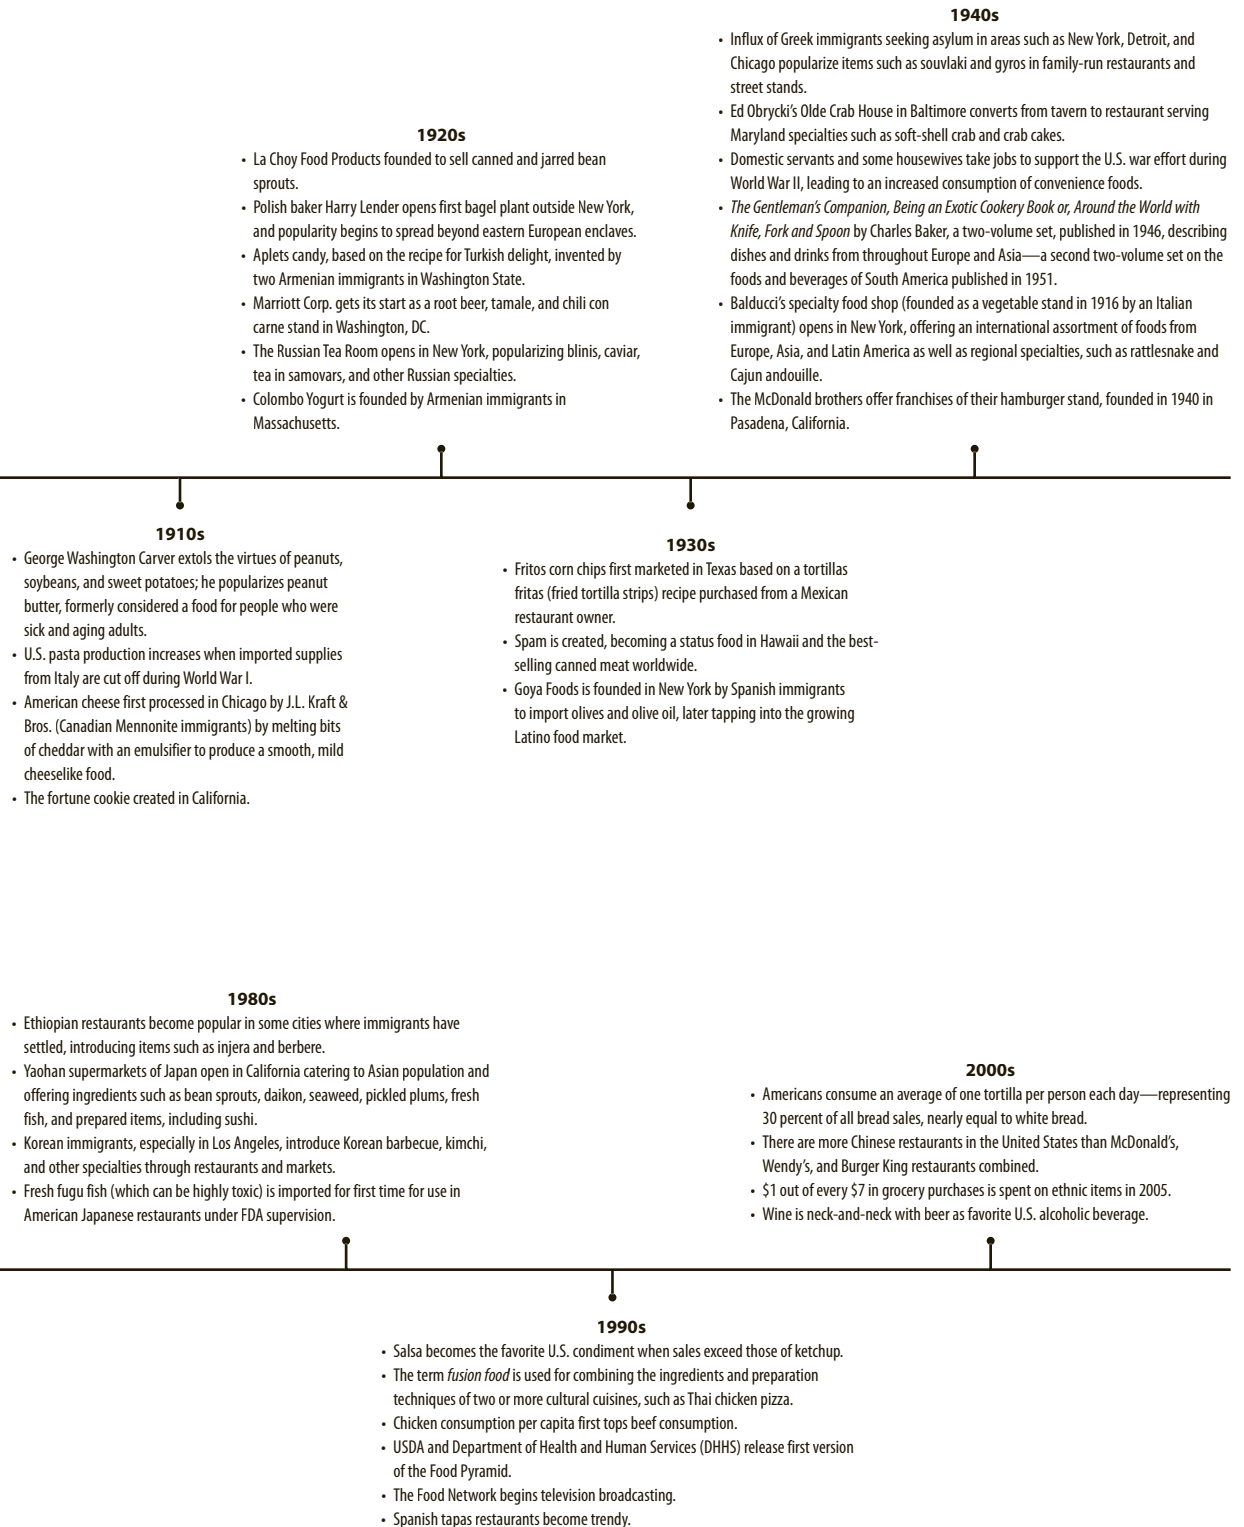 1940s
• Influx of Greek immigrants seeking asylum in areas such as New York, Detroit, and
Chicago popularize items such as souvlaki and gyros in family-run restaurants and
street stands.
• Ed Obrycki's Olde Crab House in Baltimore converts from tavern to restaurant serving
Maryland specialties such as soft-shell crab and crab cakes.
• Domestic servants and some housewives take jobs to support the U.S. war effort during
World War II, leading to an increased consumption of convenience foods.
• The Gentleman's Companion, Being an Exotic Cookery Book or, Around the World with
Knife, Fork and Spoon by Charles Baker, a two-volume set, published in 1946, describing
dishes and drinks from throughout Europe and Asia—a second two-volume set on the
foods and beverages of South America published in 1951.
• Balducci's specialty food shop (founded as a vegetable stand in 1916 by an Italian
immigrant) opens in New York, offering an international assortment of foods from
Europe, Asia, and Latin America as well as regional specialties, such as rattlesnake and
Cajun andouille.
• The McDonald brothers offer franchises of their hamburger stand, founded in 1940 in
Pasadena, California.
1920s
• La Choy Food Products founded to sell canned and jarred bean
sprouts.
• Polish baker Harry Lender opens first bagel plant outside New York,
and popularity begins to spread beyond eastern European enclaves.
• Aplets candy, based on the recipe for Turkish delight, invented by
two Armenian immigrants in Washington State.
• Marriott Corp. gets its start as a root beer, tamale, and chili con
carne stand in Washington, DC.
• The Russian Tea Room opens in New York, popularizing blinis, caviar,
tea in samovars, and other Russian specialties.
• Colombo Yogurt is founded by Armenian immigrants in
Massachusetts.
1910s
• George Washington Carver extols the virtues of peanuts,
soybeans, and sweet potatoes; he popularizes peanut
butter, formerly considered a food for people who were
sick and aging adults.
• U.S. pasta production increases when imported supplies
from Italy are cut off during World War I.
• American cheese first processed in Chicago by J.L. Kraft &
Bros. (Canadian Mennonite immigrants) by melting bits
of cheddar with an emulsifier to produce a smooth, mild
cheeselike food.
• The fortune cookie created in California.
1930s
• Fritos corn chips first marketed in Texas based on a tortillas
fritas (fried tortilla strips) recipe purchased from a Mexican
restaurant owner.
• Spam is created, becoming a status food in Hawaii and the best-
selling canned meat worldwide.
• Goya Foods is founded in New York by Spanish immigrants
to import olives and olive oil, later tapping into the growing
Latino food market.
1980s
• Ethiopian restaurants become popular in some cities where immigrants have
settled, introducing items such as injera and berbere.
• Yaohan supermarkets of Japan open in California catering to Asian population and
offering ingredients such as bean sprouts, daikon, seaweed, pickled plums, fresh
fish, and prepared items, including sushi.
• Korean immigrants, especially in Los Angeles, introduce Korean barbecue, kimchi,
and other specialties through restaurants and markets.
• Fresh fugu fish (which can be highly toxic) is imported for first time for use in
American Japanese restaurants under FDA supervision.
2000s
• Americans consume an average of one tortilla per person each day—representing
30 percent of all bread sales, nearly equal to white bread.
• There are more Chinese restaurants in the United States than McDonald's,
Wendy's, and Burger King restaurants combined.
• $1 out of every $7 in grocery purchases is spent on ethnic items in 2005.
• Wine is neck-and-neck with beer as favorite U.S. alcoholic beverage.
1990s
• Salsa becomes the favorite U.S. condiment when sales exceed those of ketchup.
• The term fusion food is used for combining the ingredients and preparation
techniques of two or more cultural cuisines, such as Thai chicken pizza.
• Chicken consumption per capita first tops beef consumption.
• USDA and Department of Health and Human Services (DHHS) release first version
of the Food Pyramid.
• The Food Network begins television broadcasting.
• Spanish tapas restaurants become trendy.